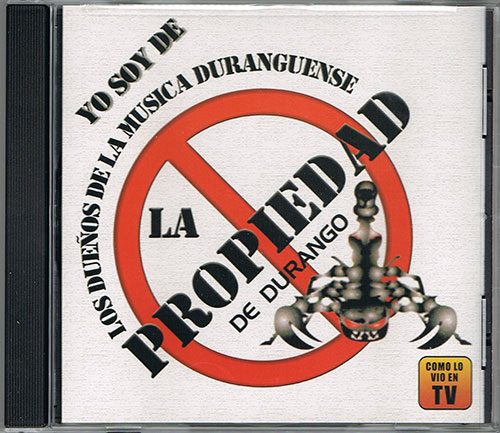 YO SOY DE
LOS DUEÑOS DE LA MUSICA DURANGUENSE
LA
PROPIEDAD
DE DURANGO
COMO LO
VIO EN
TV